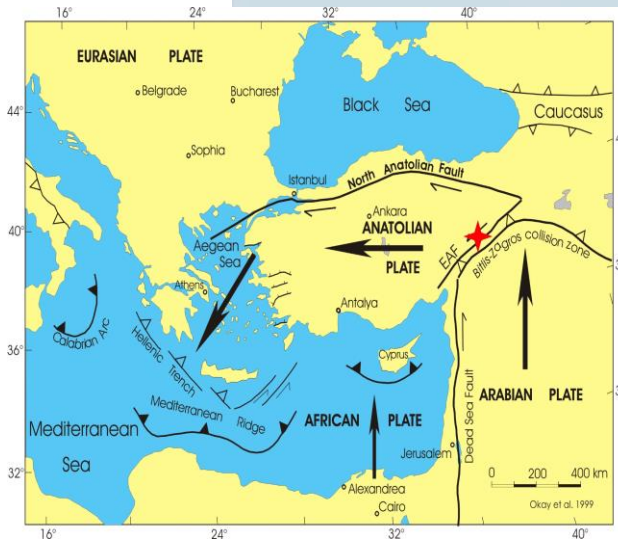 16° 24° 32° 40°
EURASIAN PLATE
Belgrade
Bucharest
Black Sea
Caucasus
44°
Sophia
Istanbul
North Anatolian Fault
Ankara
ANATOLIAN
PLATE
40°
Aegean
Sea
EAF
Bitlis-Zagros collision zone
3
Athens
Antalya
Calabrian Arc
Hellenic
Trench
Cyprus
36°
3
Mediterranean
Ridge
AFRICAN PLATE
ARABIAN PLATE
Dead Sea Fault
Mediterranean
Sea
Jerusalem
0 200 400 km
32°
Alexandrea
Cairo
Okay et al. 1999
16° 24° 32° 40°